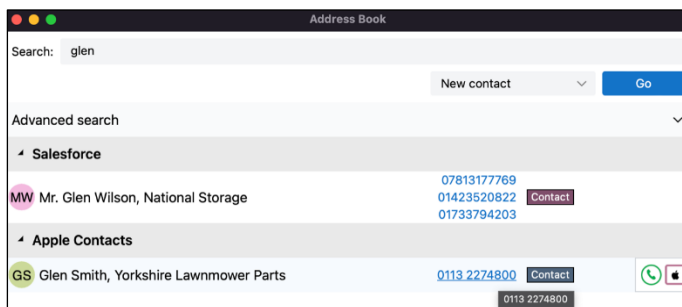 Address Book
Search: glen
New contact Go
Advanced search
Salesforce
07813177769
MW Mr. Glen Wilson, National Storage 01423520822 Contact
01733794203
Apple Contacts
GS Glen Smith, Yorkshire Lawnmower Parts 0113 2274800 Contact
0113 2274800